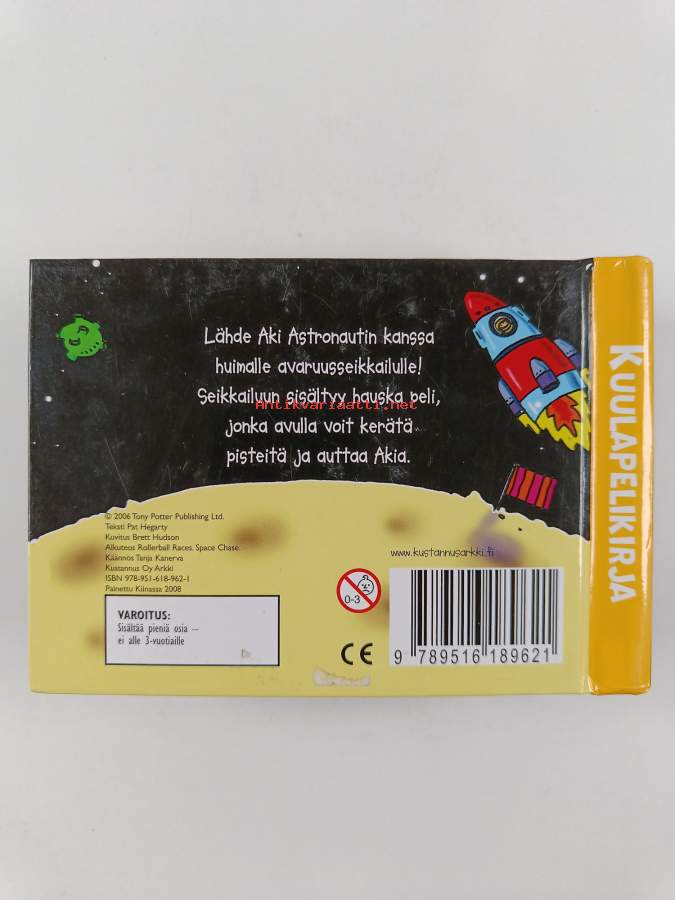 Lähde Aki Astronautin kanssa
huimalle avaruusseikkailulle!
Seikkailuun sisältyy hauska peli,
Antikvariaatti.net
jonka avulla voit kerätä
pisteitä ja auttaa Akia.
KUULAPELIKIRJA
© 2006 Tony Potter Publishing Ltd.
Teksti Pat Hegarty
Kuvitus Brett Hudson
Alkuteos Rollerball Races, Space Chase.
Käännös Tanja Kanerva
Kustannus Oy Arkki
ISBN 978-951-618-962-1
Painettu Kiinassa 2008
www.kustannusarkki.fi
VAROITUS:
Sisältää pieniä osia –
ei alle 3-vuotiaille
0-3
CE
9 789516 189621